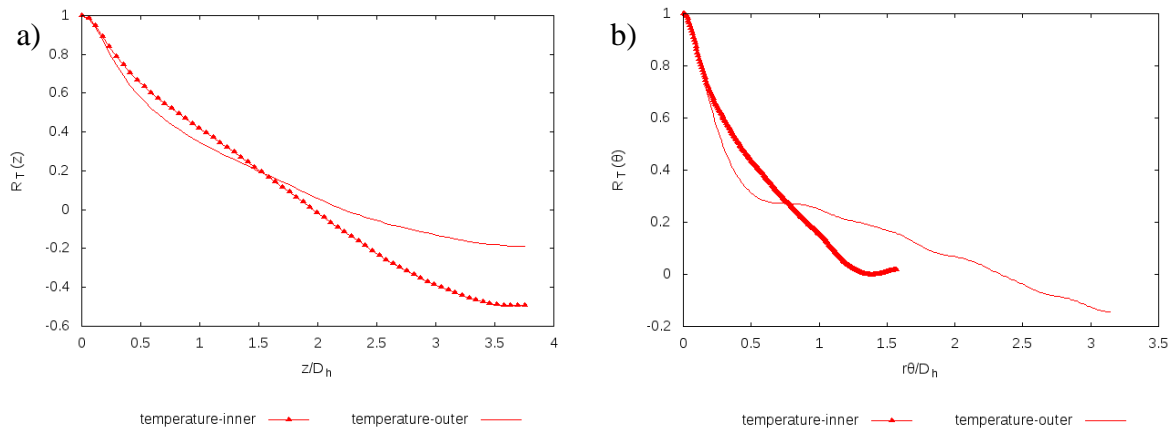 a)
R_T(z)
1
0.8
0.6
0.4
0.2
0
-0.2
-0.4
-0.6
0 0.5 1 1.5 2 2.5 3 3.5 4
z/D_h
temperature-inner temperature-outer
b)
R_T(θ)
1
0.8
0.6
0.4
0.2
0
-0.2
0 0.5 1 1.5 2 2.5 3 3.5
rθ/D_h
temperature-inner temperature-outer